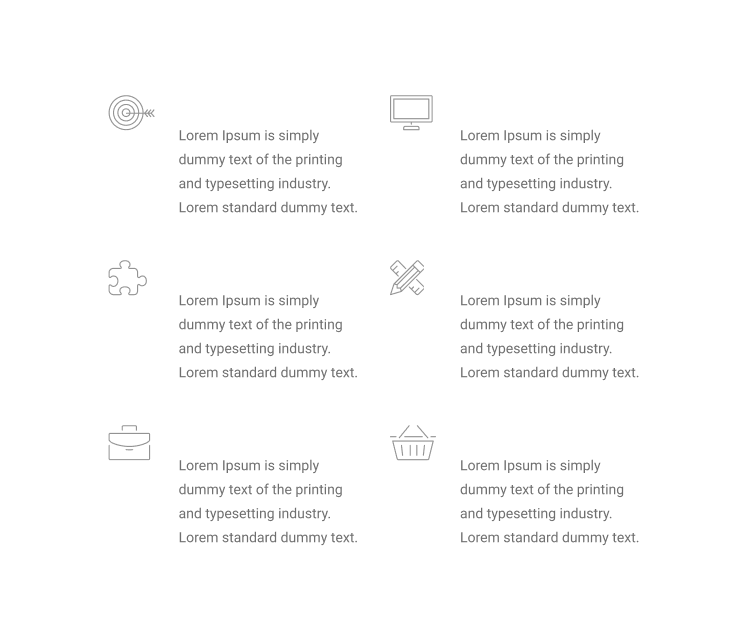 Lorem Ipsum is simply
dummy text of the printing
and typesetting industry.
Lorem standard dummy text.
Lorem Ipsum is simply
dummy text of the printing
and typesetting industry.
Lorem standard dummy text.
Lorem Ipsum is simply
dummy text of the printing
and typesetting industry.
Lorem standard dummy text.
Lorem Ipsum is simply
dummy text of the printing
and typesetting industry.
Lorem standard dummy text.
Lorem Ipsum is simply
dummy text of the printing
and typesetting industry.
Lorem standard dummy text.
Lorem Ipsum is simply
dummy text of the printing
and typesetting industry.
Lorem standard dummy text.